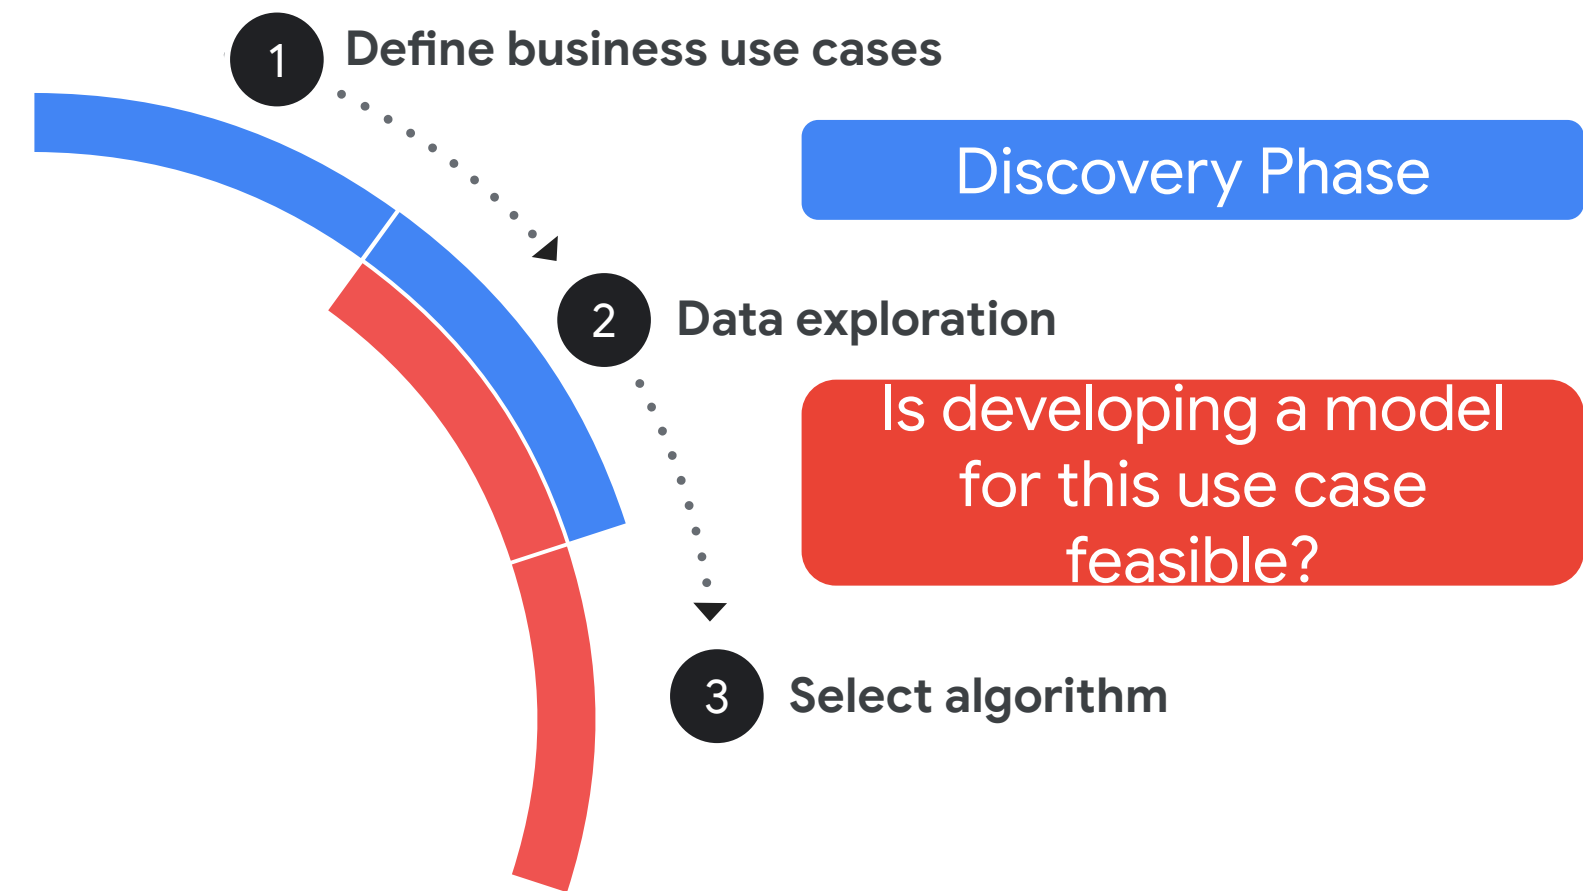 1
Define business use cases
Discovery Phase
2
Data exploration
Is developing a model
for this use case
feasible?
3
Select algorithm